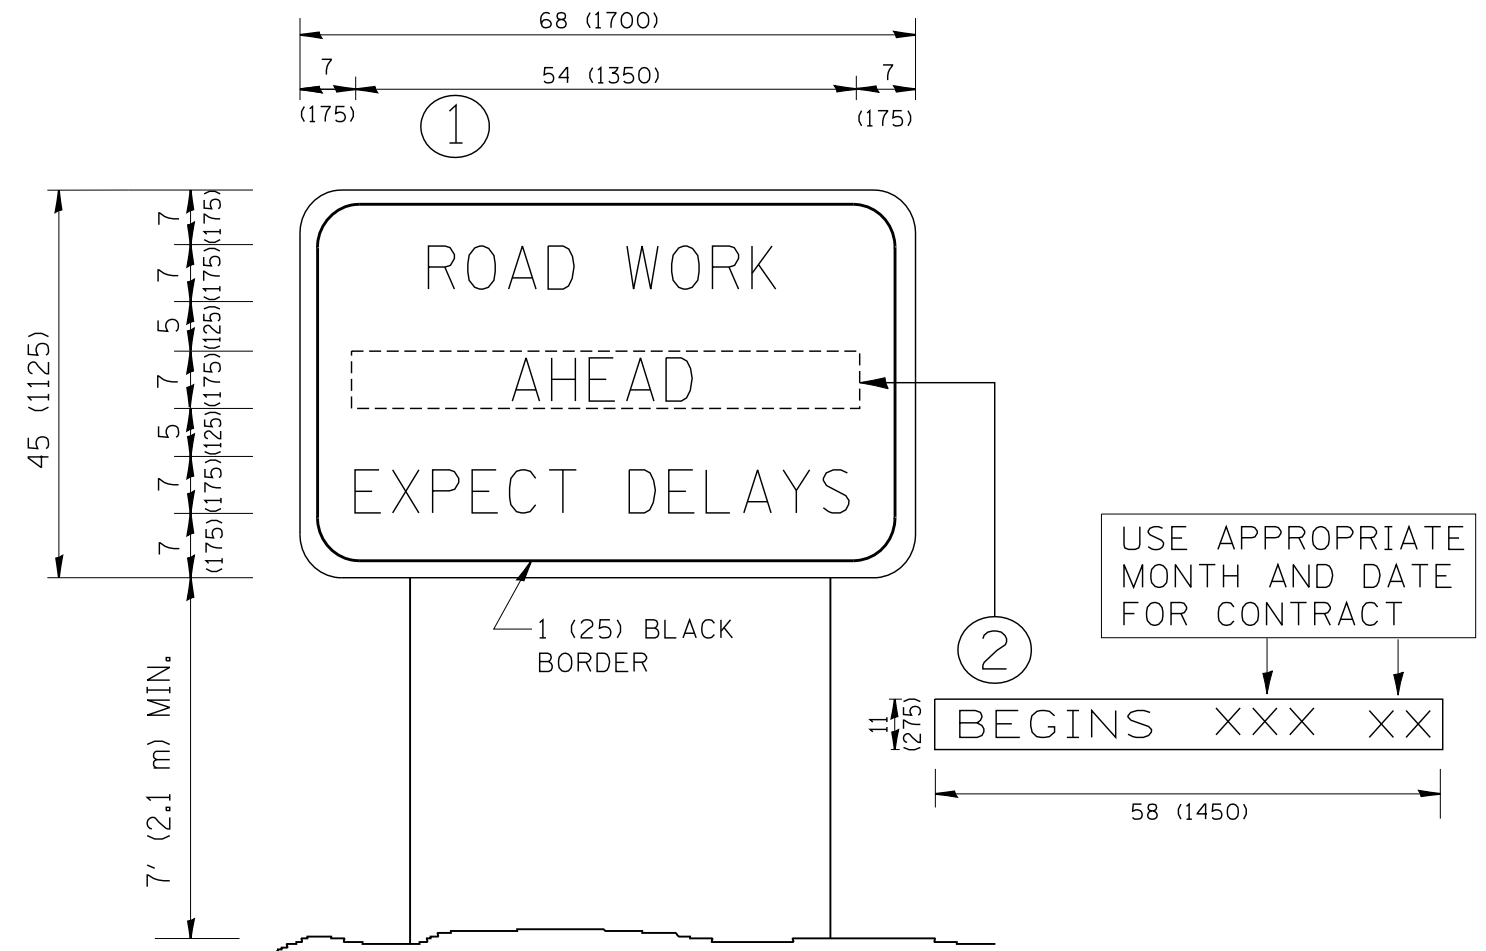 68 (1700)
7
54 (1350)
7
(175)
(175)
1
45 (1125)
7 (175)
7 (175)
5 (125)
7 (175)
5 (125)
7 (175)
7 (175)
ROAD WORK
AHEAD
EXPECT DELAYS
1 (25) BLACK
BORDER
7' (2.1 m) MIN.
USE APPROPRIATE
MONTH AND DATE
FOR CONTRACT
2
11
(275)
BEGINS XXX XX
58 (1450)